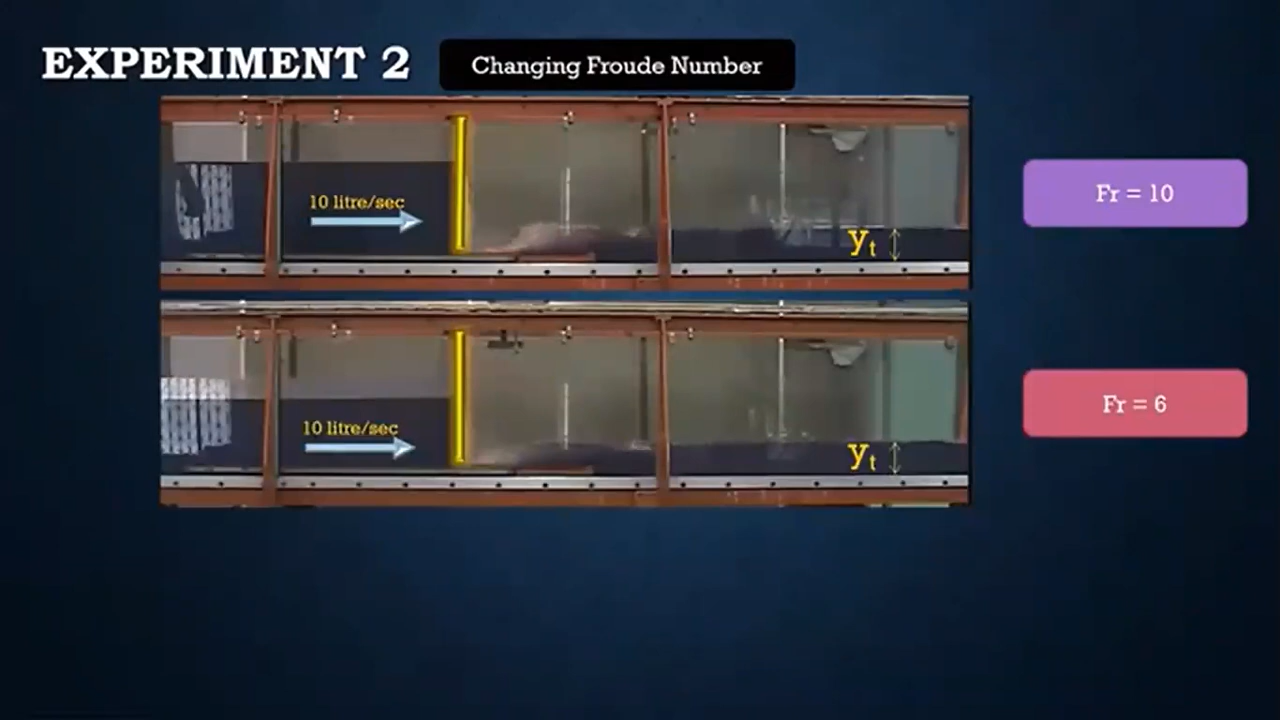 EXPERIMENT 2
Changing Froude Number
10 litre/sec
yt
Fr = 10
10 litre/sec
yt
Fr = 6